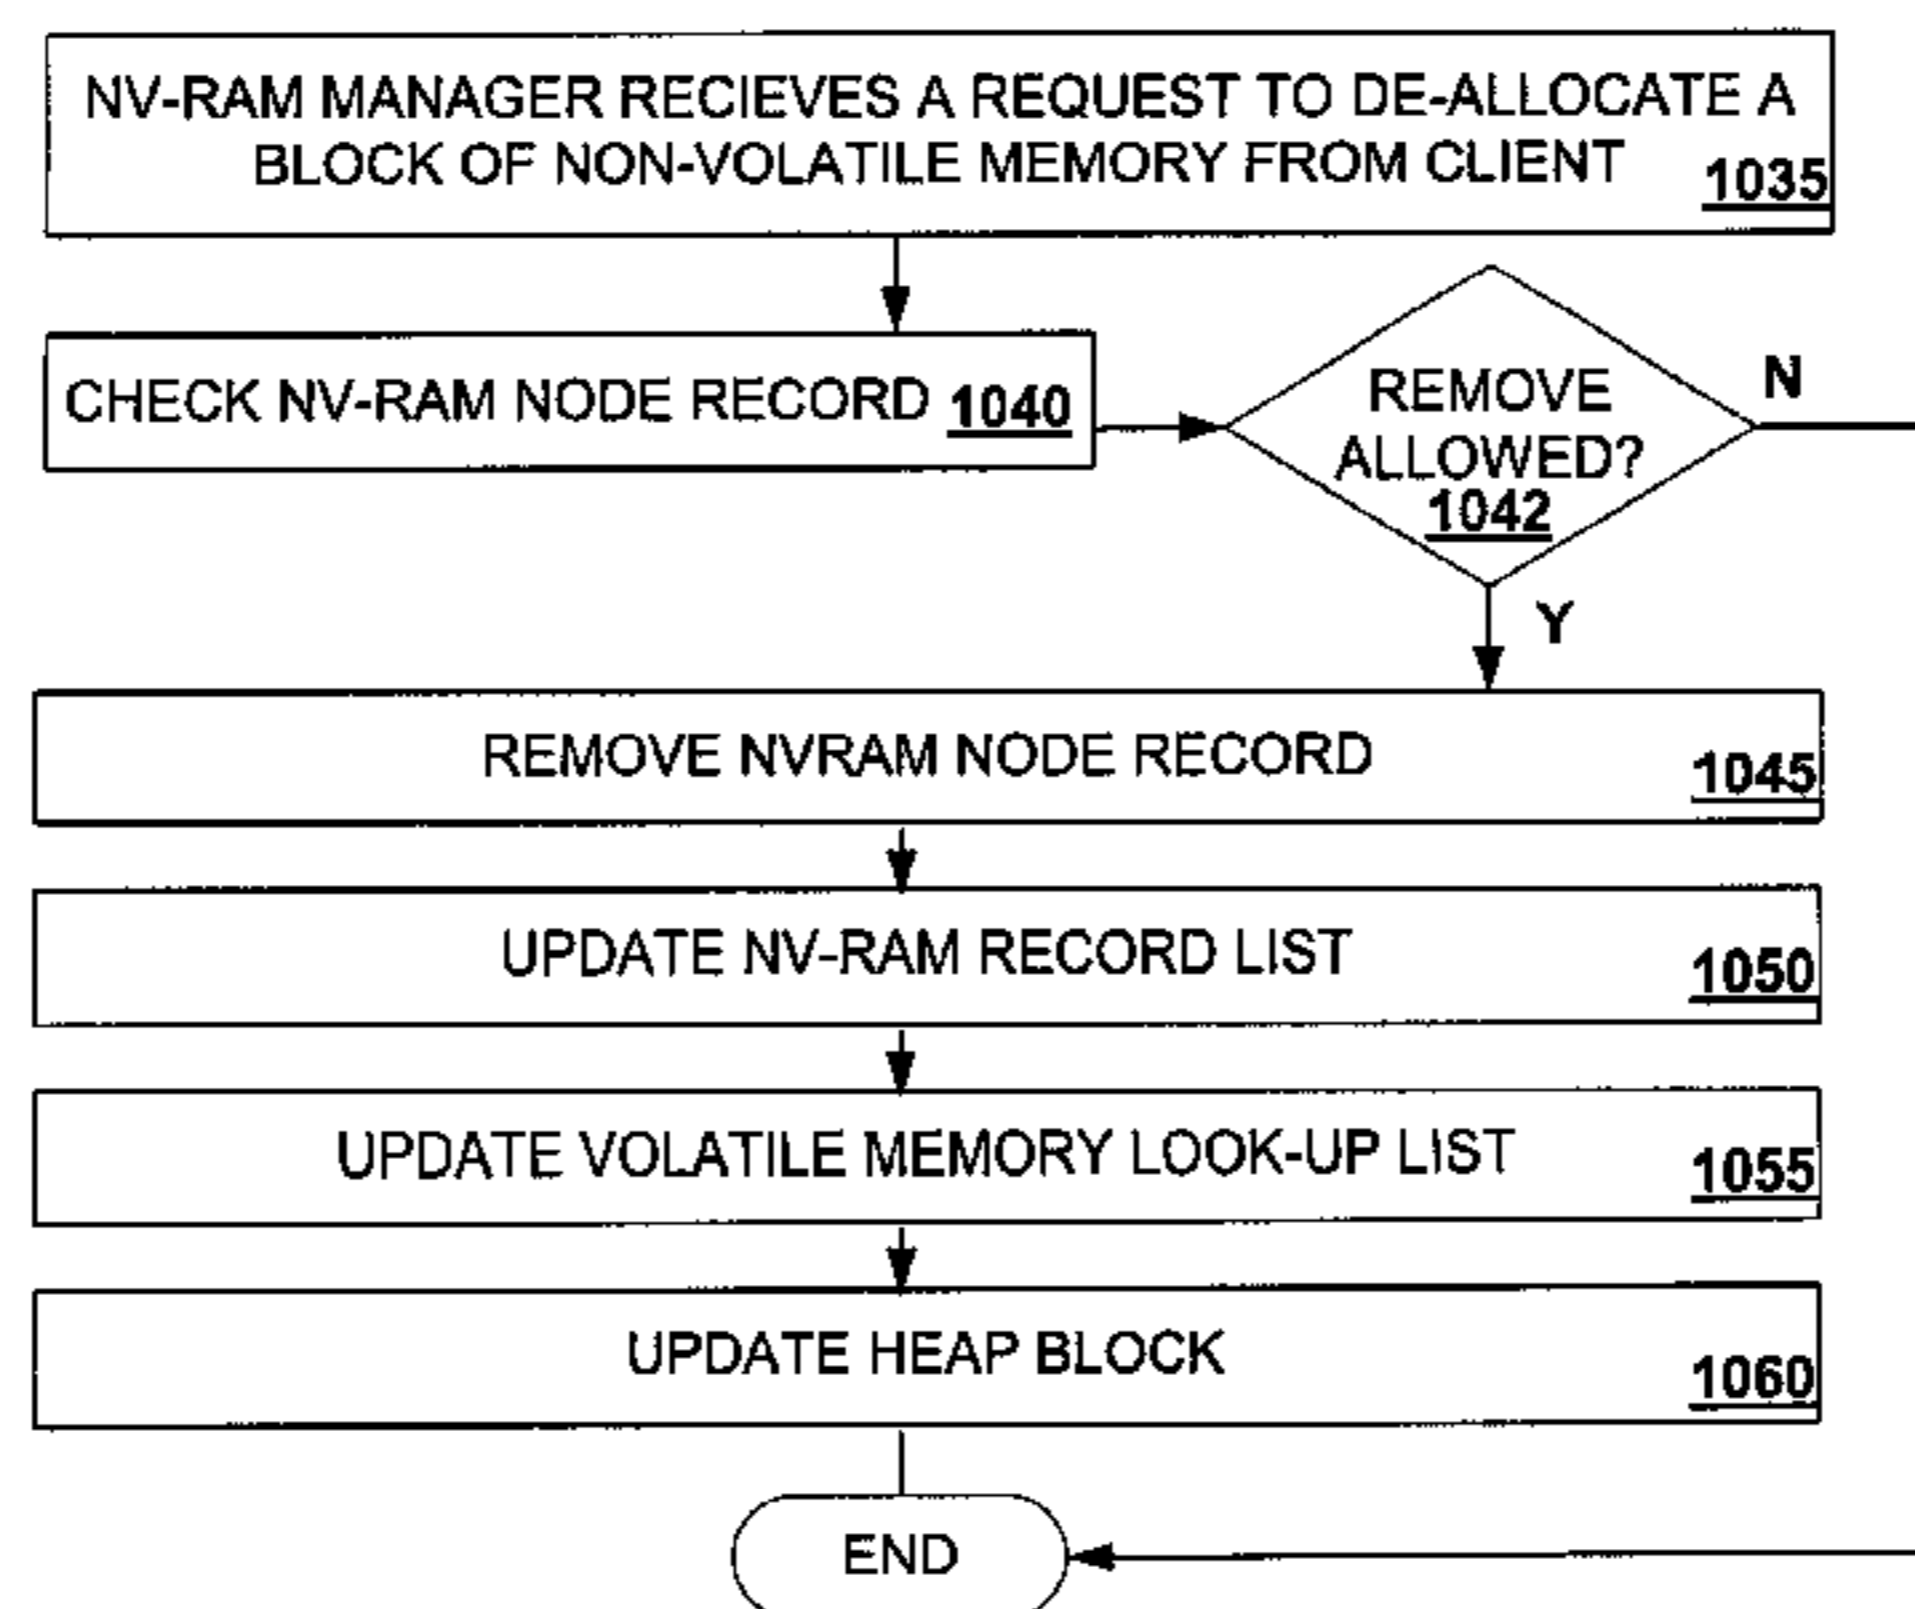 NV-RAM MANAGER RECIEVES A REQUEST TO DE-ALLOCATE A
BLOCK OF NON-VOLATILE MEMORY FROM CLIENT 1035
CHECK NV-RAM NODE RECORD 1040
REMOVE
ALLOWED?
1042
N
Y
REMOVE NVRAM NODE RECORD 1045
UPDATE NV-RAM RECORD LIST 1050
UPDATE VOLATILE MEMORY LOOK-UP LIST 1055
UPDATE HEAP BLOCK 1060
END